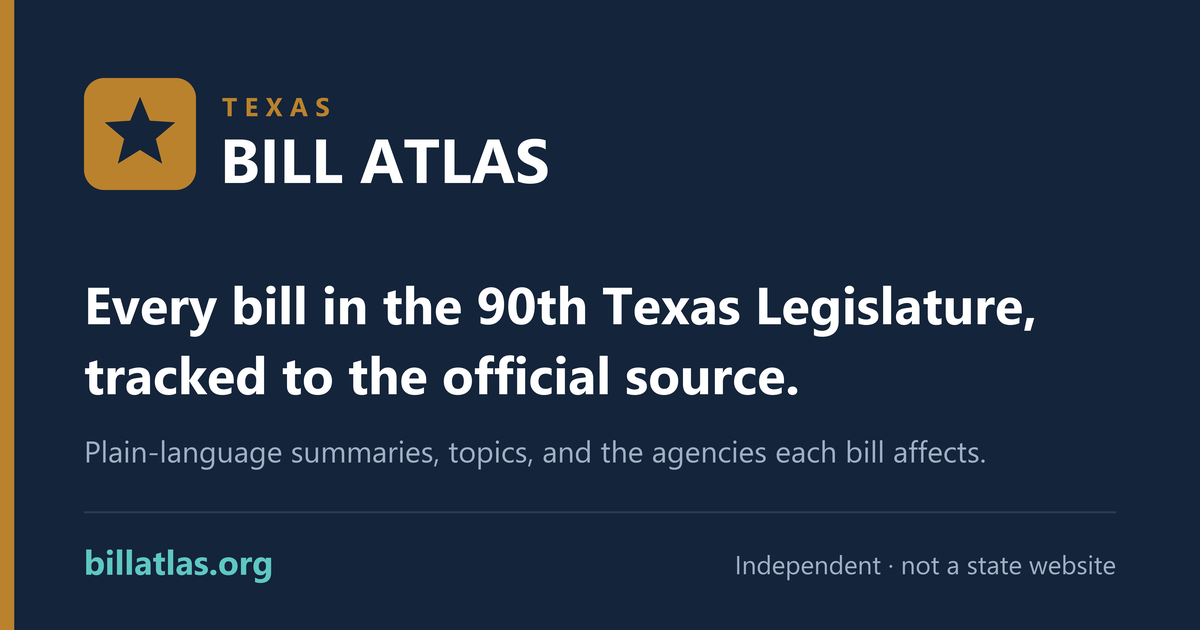 TEXAS
BILL ATLAS
Every bill in the 90th Texas Legislature,
tracked to the official source.
Plain-language summaries, topics, and the agencies each bill affects.
billatlas.org
Independent · not a state website